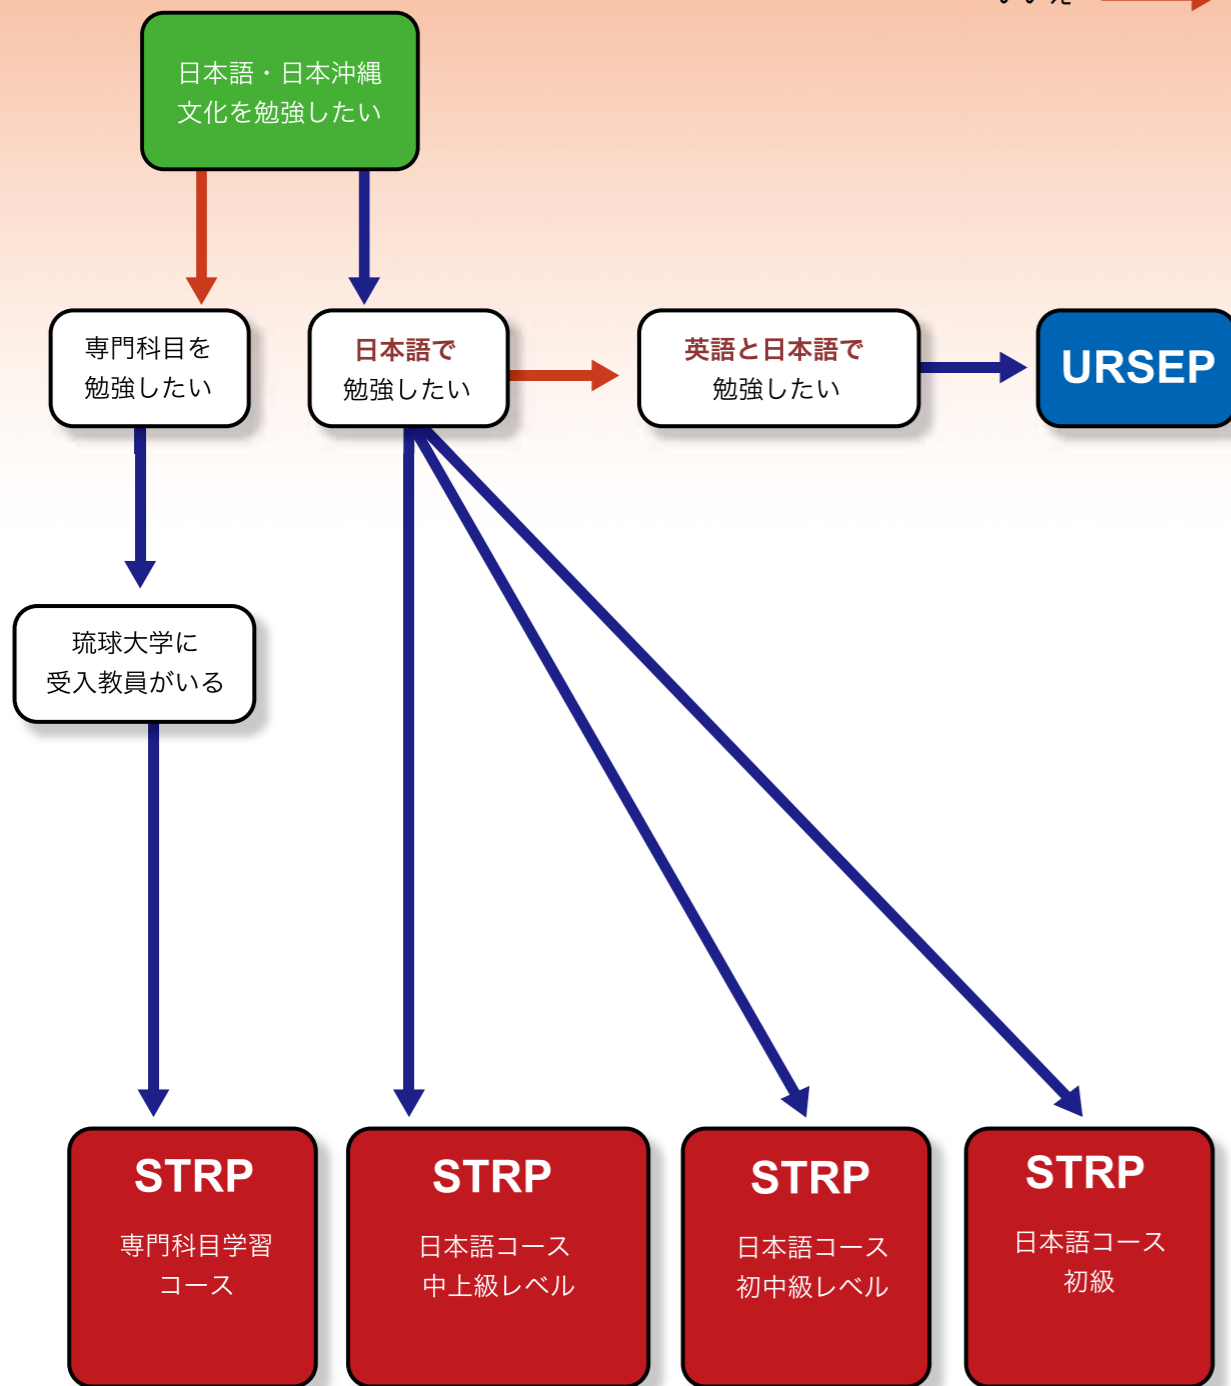 いいえ
日本語・日本沖縄
文化を勉強したい
専門科目を
勉強したい
日本語で
勉強したい
英語と日本語で
勉強したい
URSEP
琉球大学に
受入教員がいる
STRP
専門科目学習
コース
STRP
日本語コース
中上級レベル
STRP
日本語コース
初中級レベル
STRP
日本語コース
初級